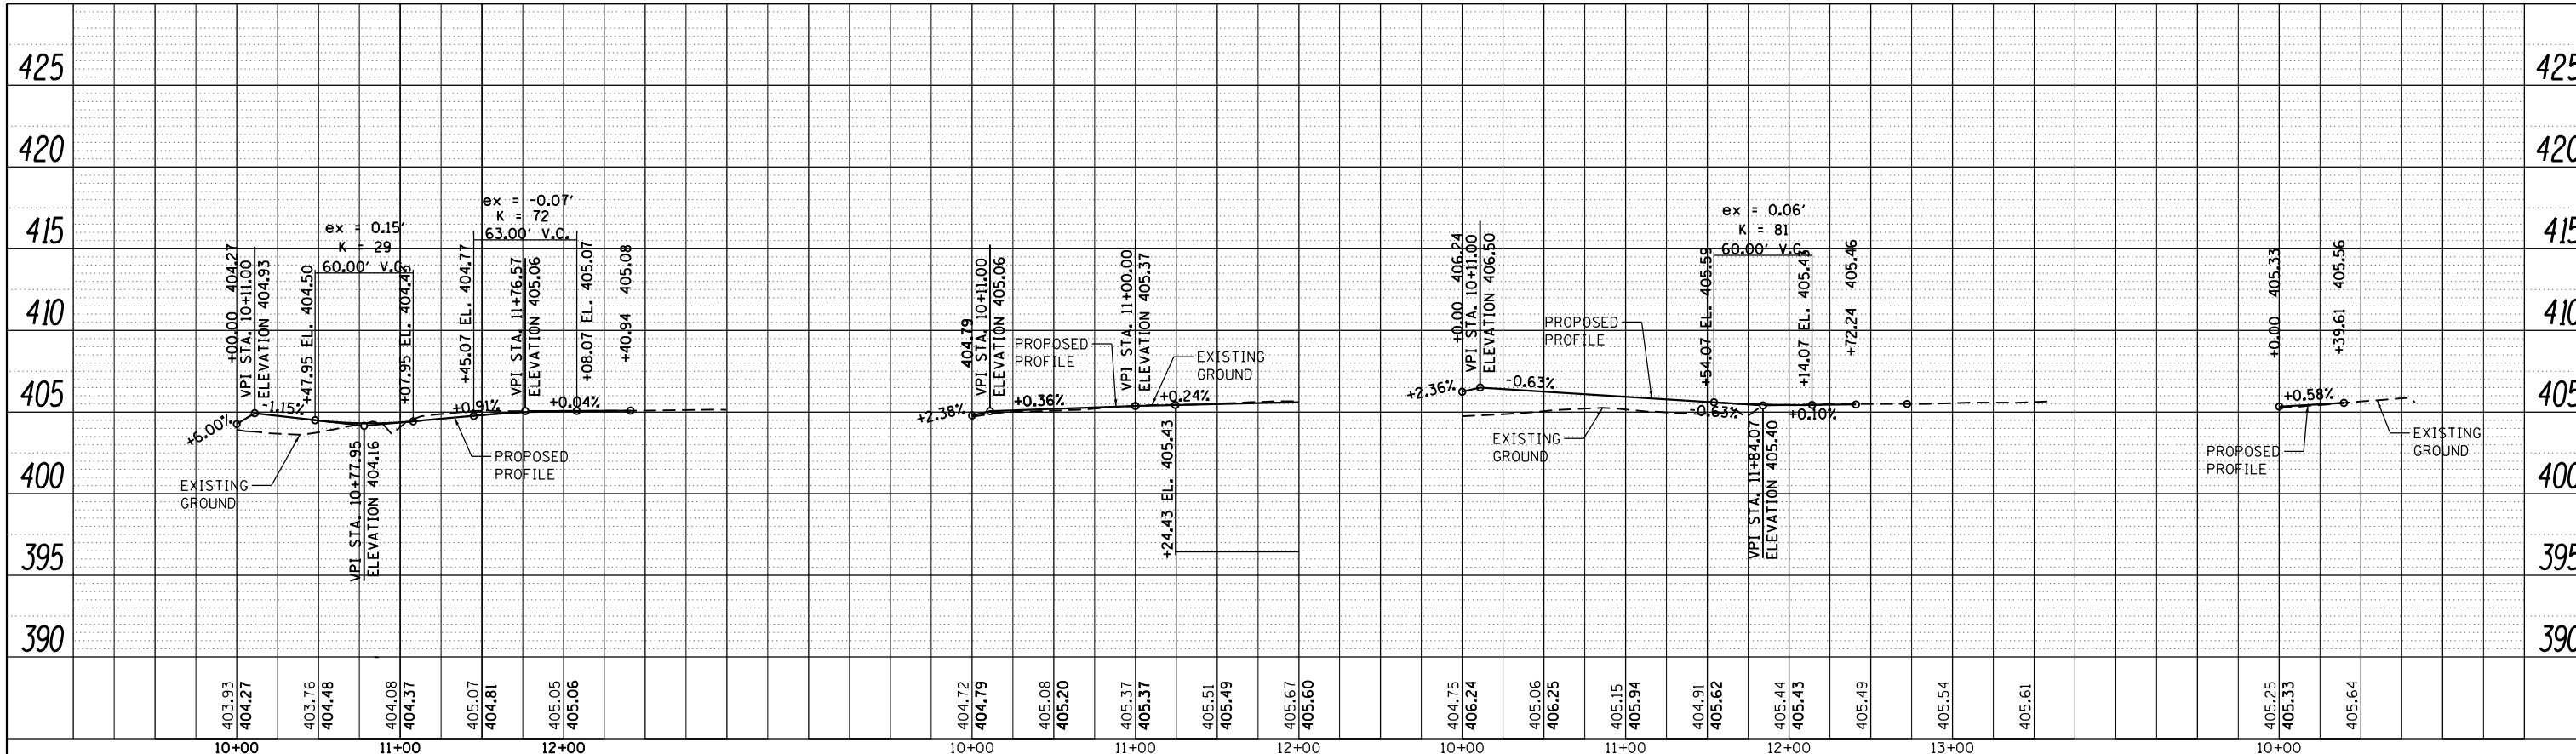 425
420
415
410
405
400
395
390
+00.00 404.27
VPI STA. 10+11.00
ELEVATION 404.93
+47.95 EL. 404.50
ex = 0.15'
K = 29
60.00' V.C.
+07.95 EL. 404.45
+45.07 EL. 404.77
ex = -0.07'
K = 72
63.00' V.C.
VPI STA. 11+76.57
ELEVATION 405.06
+08.07 EL. 405.07
+40.94 405.08
+6.00%
-1.15%
+0.91%
+0.04%
EXISTING
GROUND
VPI STA. 10+77.95
ELEVATION 404.16
PROPOSED
PROFILE
404.79
VPI STA. 10+11.00
ELEVATION 405.06
+2.38%
+0.36%
PROPOSED
PROFILE
VPI STA. 11+00.00
ELEVATION 405.37
EXISTING
GROUND
+0.24%
+24.43 EL. 405.43
+0.00 406.24
VPI STA. 10+11.00
ELEVATION 406.50
+2.36%
-0.63%
PROPOSED
PROFILE
EXISTING
GROUND
ex = 0.06'
K = 81
60.00' V.C.
+54.07 EL. 405.59
-0.63%
VPI STA. 11+84.07
ELEVATION 405.40
+14.07 EL. 405.43
+0.10%
+72.24 405.46
+0.00 405.33
+39.61 405.56
+0.58%
PROPOSED
PROFILE
EXISTING
GROUND
425
420
415
410
405
400
395
390
403.93
404.27
403.76
404.48
404.08
404.37
405.07
404.81
405.05
405.06
404.72
404.79
405.08
405.20
405.37
405.37
405.51
405.49
405.67
405.60
404.75
406.24
405.06
406.25
405.15
405.94
404.91
405.62
405.44
405.43
405.49
405.54
405.61
405.25
405.33
405.64
10+00 11+00 12+00 10+00 11+00 12+00 10+00 11+00 12+00 13+00 10+00